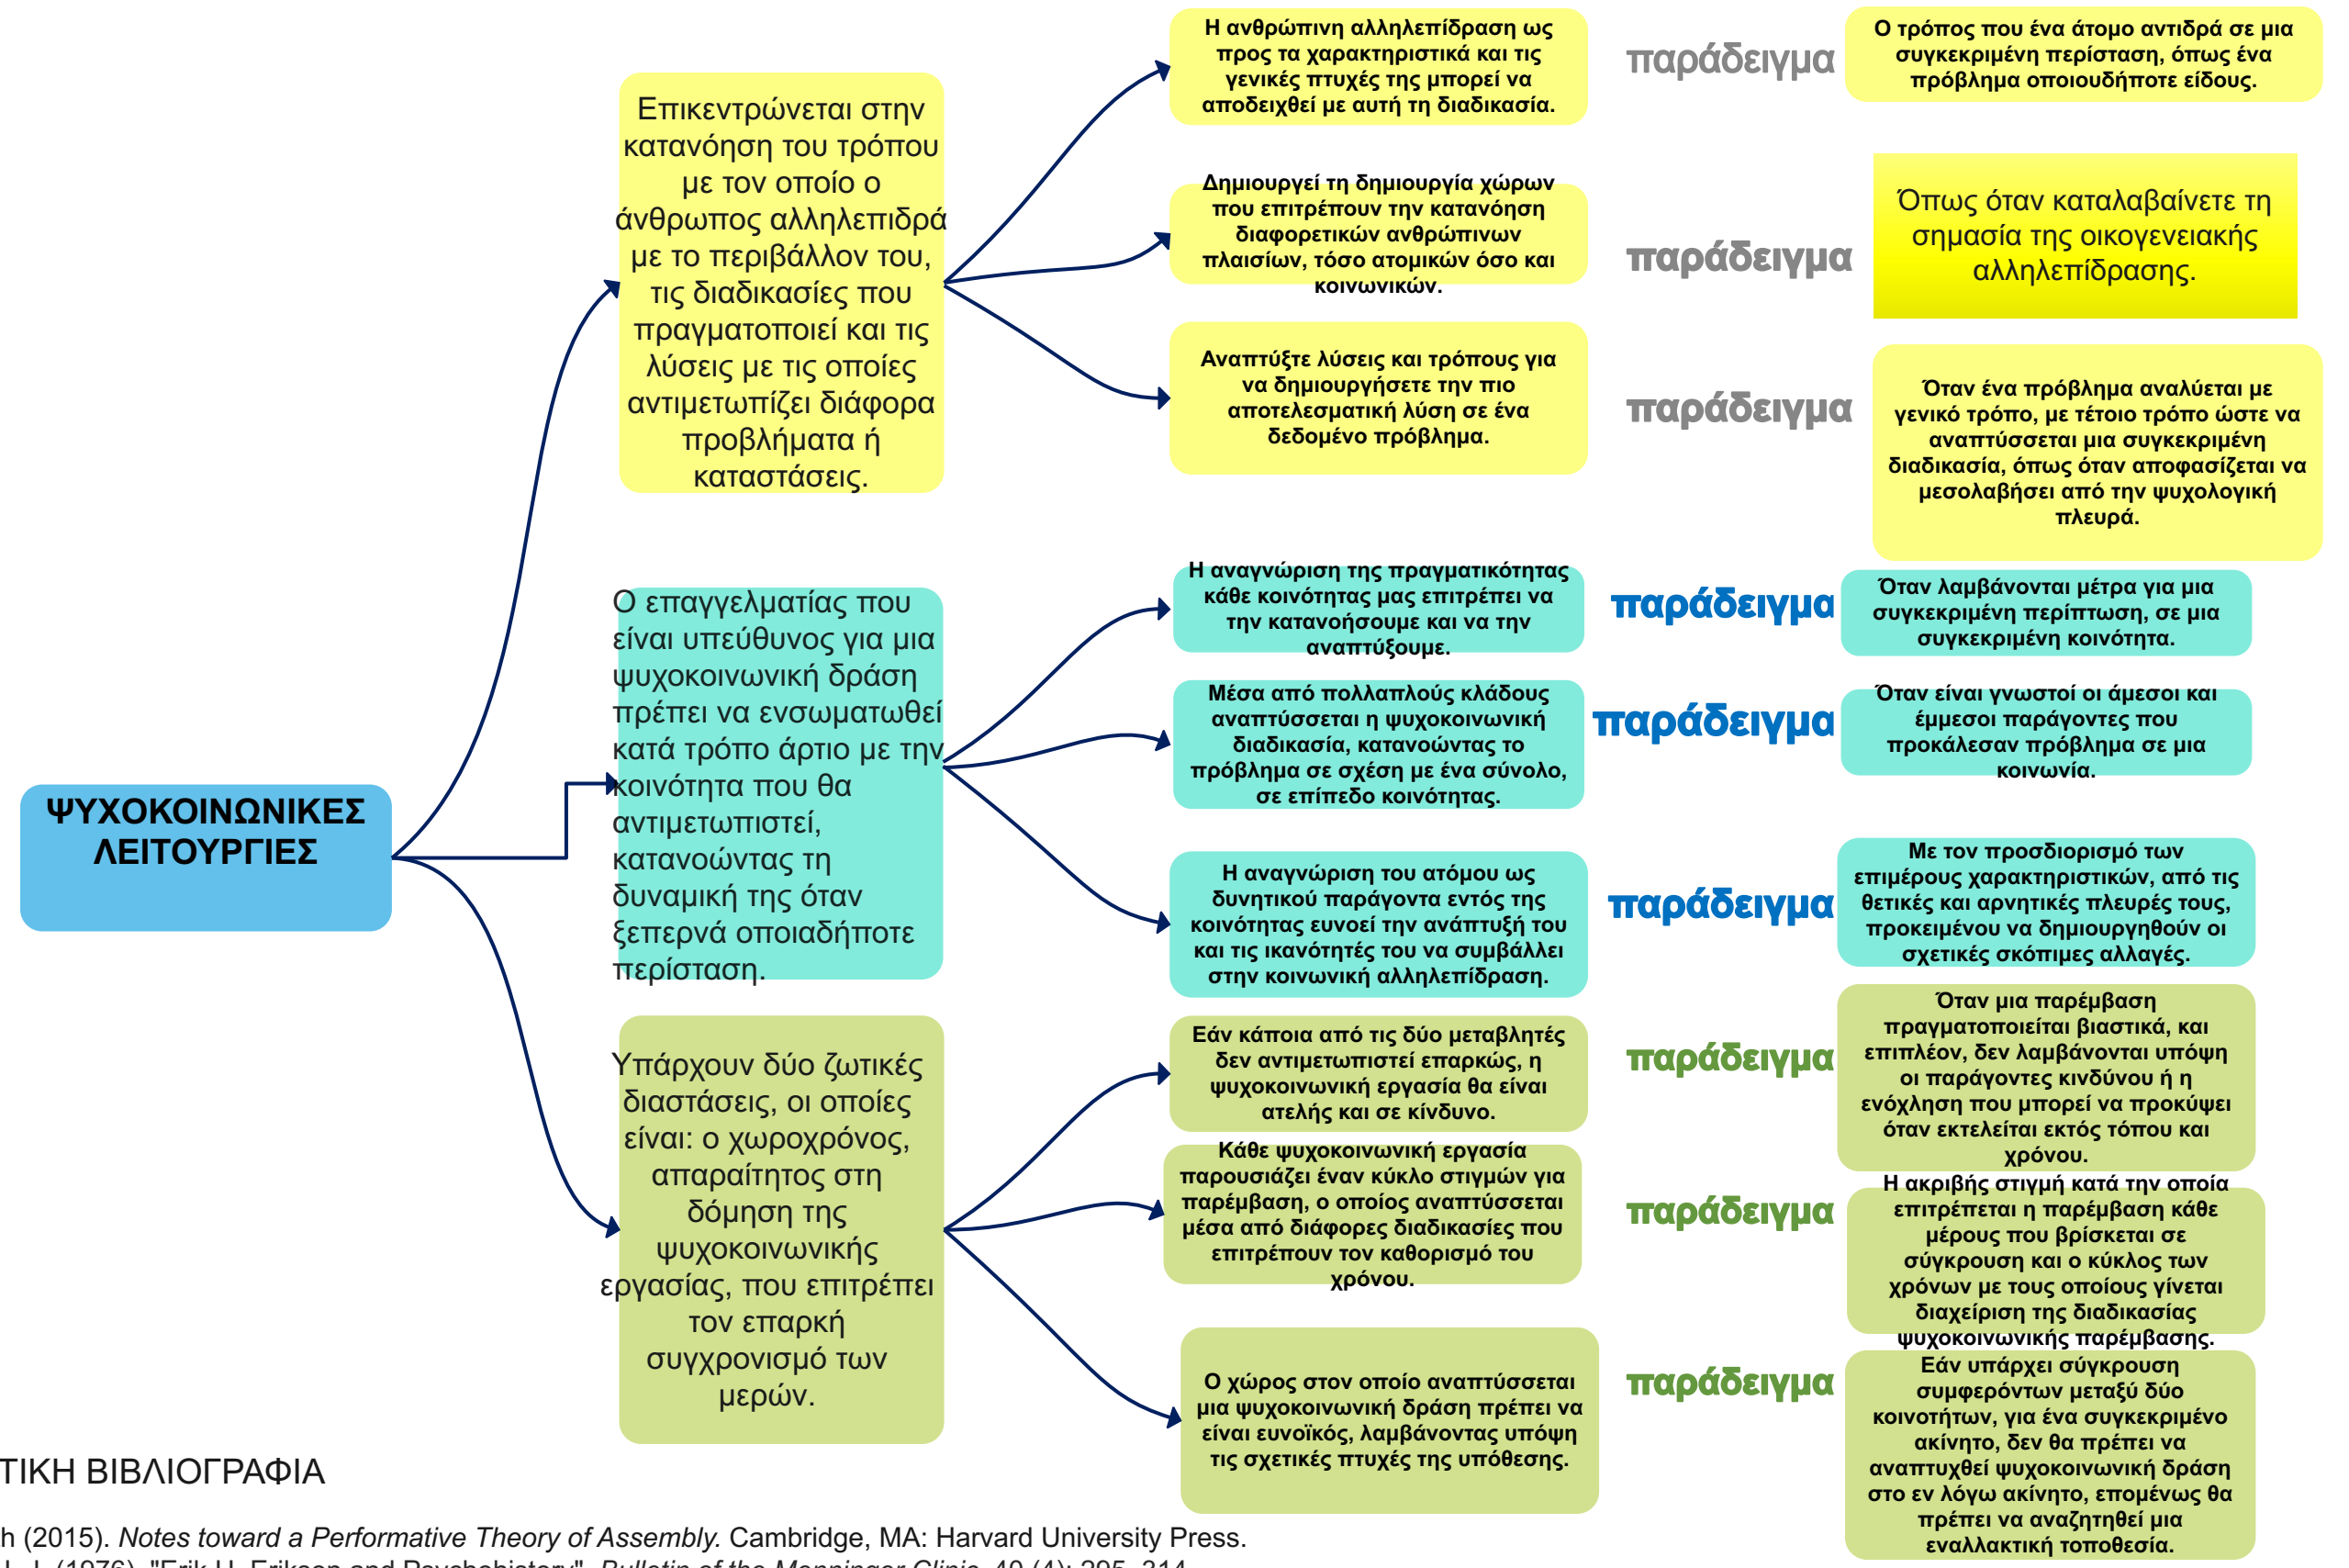 ΨΥΧΟΚΟΙΝΩΝΙΚΕΣ
ΛΕΙΤΟΥΡΓΙΕΣ
Επικεντρώνεται στην
κατανόηση του τρόπου
με τον οποίο ο
άνθρωπος αλληλεπιδρά
με το περιβάλλον του,
τις διαδικασίες που
πραγματοποιεί και τις
λύσεις με τις οποίες
αντιμετωπίζει διάφορα
προβλήματα ή
καταστάσεις.
Η ανθρώπινη αλληλεπίδραση ως
προς τα χαρακτηριστικά και τις
γενικές πτυχές της μπορεί να
αποδειχθεί με αυτή τη διαδικασία.
παράδειγμα
Ο τρόπος που ένα άτομο αντιδρά σε μια
συγκεκριμένη περίσταση, όπως ένα
πρόβλημα οποιουδήποτε είδους.
Δημιουργεί τη δημιουργία χώρων
που επιτρέπουν την κατανόηση
διαφορετικών ανθρώπινων
πλαισίων, τόσο ατομικών όσο και
κοινωνικών.
παράδειγμα
Όπως όταν καταλαβαίνετε τη
σημασία της οικογενειακής
αλληλεπίδρασης.
Αναπτύξτε λύσεις και τρόπους για
να δημιουργήσετε την πιο
αποτελεσματική λύση σε ένα
δεδομένο πρόβλημα.
παράδειγμα
Όταν ένα πρόβλημα αναλύεται με
γενικό τρόπο, με τέτοιο τρόπο ώστε να
αναπτύσσεται μια συγκεκριμένη
διαδικασία, όπως όταν αποφασίζεται να
μεσολαβήσει από την ψυχολογική
πλευρά.
Ο επαγγελματίας που
είναι υπεύθυνος για μια
ψυχοκοινωνική δράση
πρέπει να ενσωματωθεί
κατά τρόπο άρτιο με την
κοινότητα που θα
αντιμετωπιστεί,
κατανοώντας τη
δυναμική της όταν
ξεπερνά οποιαδήποτε
περίσταση.
Η αναγνώριση της πραγματικότητας
κάθε κοινότητας μας επιτρέπει να
την κατανοήσουμε και να την
αναπτύξουμε.
παράδειγμα
Όταν λαμβάνονται μέτρα για μια
συγκεκριμένη περίπτωση, σε μια
συγκεκριμένη κοινότητα.
Μέσα από πολλαπλούς κλάδους
αναπτύσσεται η ψυχοκοινωνική
διαδικασία, κατανοώντας το
πρόβλημα σε σχέση με ένα σύνολο,
σε επίπεδο κοινότητας.
παράδειγμα
Όταν είναι γνωστοί οι άμεσοι και
έμμεσοι παράγοντες που
προκάλεσαν πρόβλημα σε μια
κοινωνία.
Η αναγνώριση του ατόμου ως
δυνητικού παράγοντα εντός της
κοινότητας ευνοεί την ανάπτυξή του
και τις ικανότητές του να συμβάλλει
στην κοινωνική αλληλεπίδραση.
παράδειγμα
Με τον προσδιορισμό των
επιμέρους χαρακτηριστικών, από τις
θετικές και αρνητικές πλευρές τους,
προκειμένου να δημιουργηθούν οι
σχετικές σκόπιμες αλλαγές.
Υπάρχουν δύο ζωτικές
διαστάσεις, οι οποίες
είναι: ο χωροχρόνος,
απαραίτητος στη
δόμηση της
ψυχοκοινωνικής
εργασίας, που επιτρέπει
τον επαρκή
συγχρονισμό των
μερών.
Εάν κάποια από τις δύο μεταβλητές
δεν αντιμετωπιστεί επαρκώς, η
ψυχοκοινωνική εργασία θα είναι
ατελής και σε κίνδυνο.
παράδειγμα
Όταν μια παρέμβαση
πραγματοποιείται βιαστικά, και
επιπλέον, δεν λαμβάνονται υπόψη
οι παράγοντες κινδύνου ή η
ενόχληση που μπορεί να προκύψει
όταν εκτελείται εκτός τόπου και
χρόνου.
Κάθε ψυχοκοινωνική εργασία
παρουσιάζει έναν κύκλο στιγμών για
παρέμβαση, ο οποίος αναπτύσσεται
μέσα από διάφορες διαδικασίες που
επιτρέπουν τον καθορισμό του
χρόνου.
παράδειγμα
Η ακριβής στιγμή κατά την οποία
επιτρέπεται η παρέμβαση κάθε
μέρους που βρίσκεται σε
σύγκρουση και ο κύκλος των
χρόνων με τους οποίους γίνεται
διαχείριση της διαδικασίας
ψυχοκοινωνικής παρέμβασης.
Ο χώρος στον οποίο αναπτύσσεται
μια ψυχοκοινωνική δράση πρέπει να
είναι ευνοϊκός, λαμβάνοντας υπόψη
τις σχετικές πτυχές της υπόθεσης.
παράδειγμα
Εάν υπάρχει σύγκρουση
συμφερόντων μεταξύ δύο
κοινοτήτων, για ένα συγκεκριμένο
ακίνητο, δεν θα πρέπει να
αναπτυχθεί ψυχοκοινωνική δράση
στο εν λόγω ακίνητο, επομένως θα
πρέπει να αναζητηθεί μια
εναλλακτική τοποθεσία.
ΤΙΚΗ ΒΙΒΛΙΟΓΡΑΦΙΑ
h (2015). Notes toward a Performative Theory of Assembly. Cambridge, MA: Harvard University Press.
(1976). "Erik H. Erikson and Psychohistory". Bulletin of the Menninger Clinic. 40 (4): 295–314.